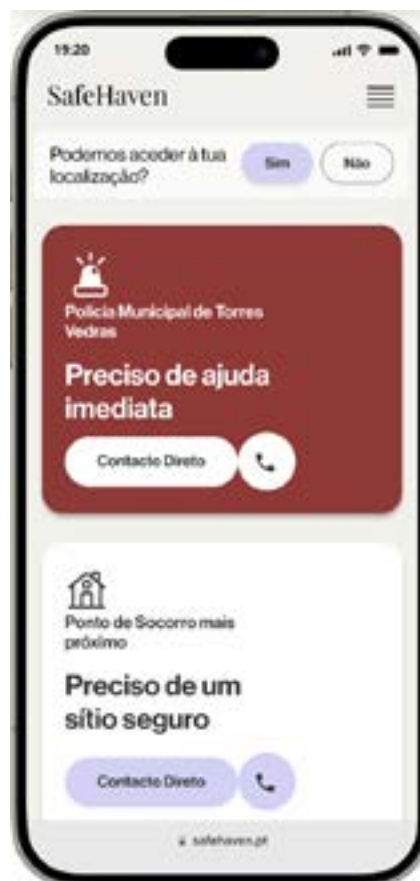 19:20
SafeHaven
Podemos aceder à tua
localização?
Sim
Não
Polícia Municipal de Torres
Vedras
Preciso de ajuda
imediata
Contacto Direto
Ponto de Socorro mais
próximo
Preciso de um
sítio seguro
Contacto Direto
safehaven.pt